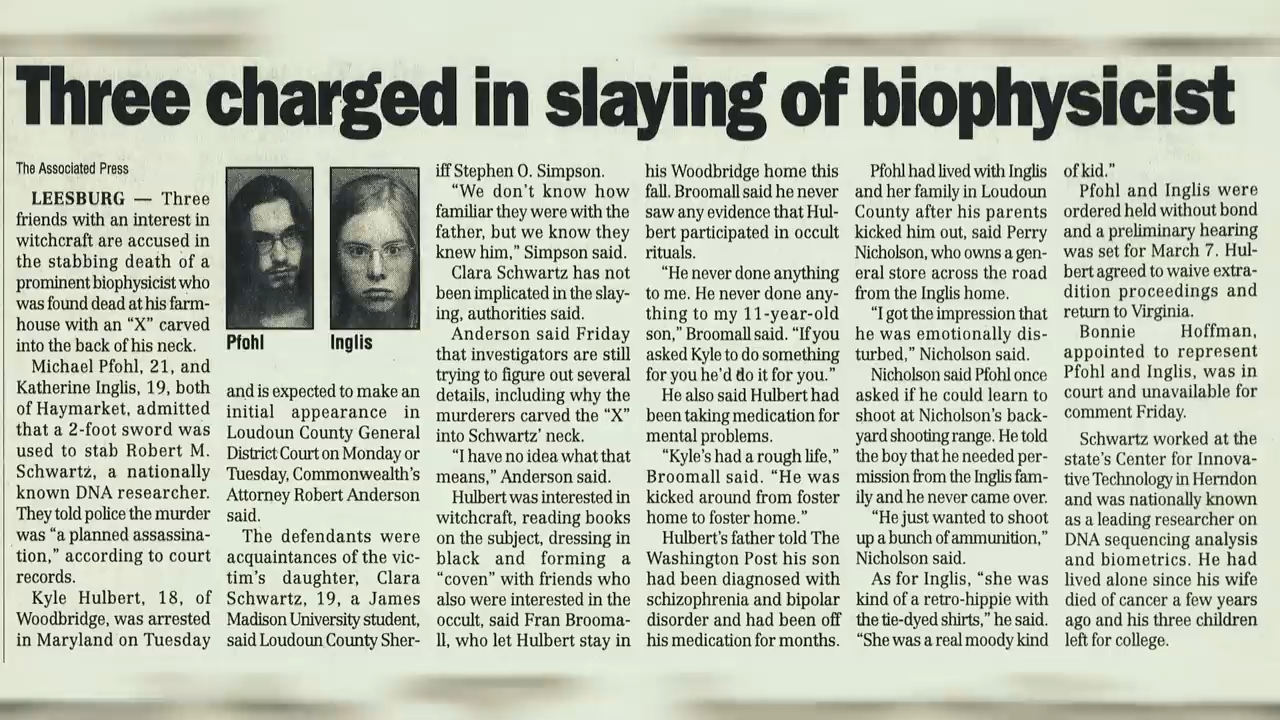 Three charged in slaying of biophysicist
The Associated Press
LEESBURG — Three
friends with an interest in
witchcraft are accused in
the stabbing death of a
prominent biophysicist who
was found dead at his farm-
house with an “X” carved
into the back of his neck.
Michael Pfohl, 21, and
Katherine Inglis, 19, both
of Haymarket, admitted
that a 2-foot sword was
used to stab Robert M.
Schwartz, a nationally
known DNA researcher.
They told police the murder
was “a planned assassina-
tion,” according to court
records.
Kyle Hulbert, 18, of
Woodbridge, was arrested
in Maryland on Tuesday
Pfohl
Inglis
and is expected to make an
initial appearance in
Loudoun County General
District Court on Monday or
Tuesday, Commonwealth’s
Attorney Robert Anderson
said.
The defendants were
acquaintances of the vic-
tim’s daughter, Clara
Schwartz, 19, a James
Madison University student,
said Loudoun County Sher-
iff Stephen O. Simpson.
“We don’t know how
familiar they were with the
father, but we know they
knew him,” Simpson said.
Clara Schwartz has not
been implicated in the slay-
ing, authorities said.
Anderson said Friday
that investigators are still
trying to figure out several
details, including why the
murderers carved the “X”
into Schwartz’ neck.
“I have no idea what that
means,” Anderson said.
Hulbert was interested in
witchcraft, reading books
on the subject, dressing in
black and forming a
“coven” with friends who
also were interested in the
occult, said Fran Brooma-
ll, who let Hulbert stay in
his Woodbridge home this
fall. Broomall said he never
saw any evidence that Hul-
bert participated in occult
rituals.
“He never done anything
to me. He never done any-
thing to my 11-year-old
son,” Broomall said. “If you
asked Kyle to do something
for you he’d do it for you.”
He also said Hulbert had
been taking medication for
mental problems.
“Kyle’s had a rough life,”
Broomall said. “He was
kicked around from foster
home to foster home.”
Hulbert’s father told The
Washington Post his son
had been diagnosed with
schizophrenia and bipolar
disorder and had been off
his medication for months.
Pfohl had lived with Inglis
and her family in Loudoun
County after his parents
kicked him out, said Perry
Nicholson, who owns a gen-
eral store across the road
from the Inglis home.
“I got the impression that
he was emotionally dis-
turbed,” Nicholson said.
Nicholson said Pfohl once
asked if he could learn to
shoot at Nicholson’s back-
yard shooting range. He told
the boy that he needed per-
mission from the Inglis fam-
ily and he never came over.
“He just wanted to shoot
up a bunch of ammunition,”
Nicholson said.
As for Inglis, “she was
kind of a retro-hippie with
the tie-dyed shirts,” he said.
“She was a real moody kind
of kid.”
Pfohl and Inglis were
ordered held without bond
and a preliminary hearing
was set for March 7. Hul-
bert agreed to waive extra-
dition proceedings and
return to Virginia.
Bonnie Hoffman,
appointed to represent
Pfohl and Inglis, was in
court and unavailable for
comment Friday.
Schwartz worked at the
state’s Center for Innova-
tive Technology in Herndon
and was nationally known
as a leading researcher on
DNA sequencing analysis
and biometrics. He had
lived alone since his wife
died of cancer a few years
ago and his three children
left for college.